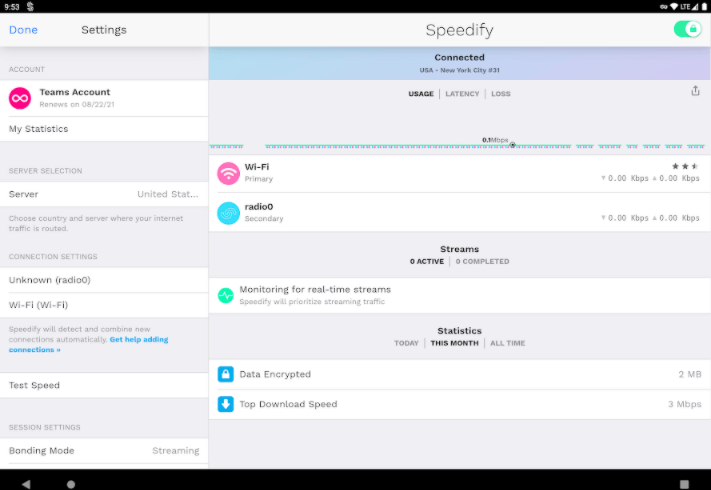 9:53
LTE
Done
Settings
Speedify
Connected
USA - New York City #31
ACCOUNT
Teams Account
Renews on 08/22/21
My Statistics
SERVER SELECTION
Server
United Stat...
Choose country and server where your internet
traffic is routed.
CONNECTION SETTINGS
Unknown (radio0)
Wi-Fi (Wi-Fi)
Speedify will detect and combine new
connections automatically. Get help adding
connections »
Test Speed
SESSION SETTINGS
Bonding Mode
Streaming
USAGE
LATENCY
LOSS
0.1Mbps
Wi-Fi
Primary
0.00 Kbps
0.00 Kbps
radio0
Secondary
0.00 Kbps
0.00 Kbps
Streams
0 ACTIVE
0 COMPLETED
Monitoring for real-time streams
Speedify will prioritize streaming traffic
Statistics
TODAY
THIS MONTH
ALL TIME
Data Encrypted
2 MB
Top Download Speed
3 Mbps